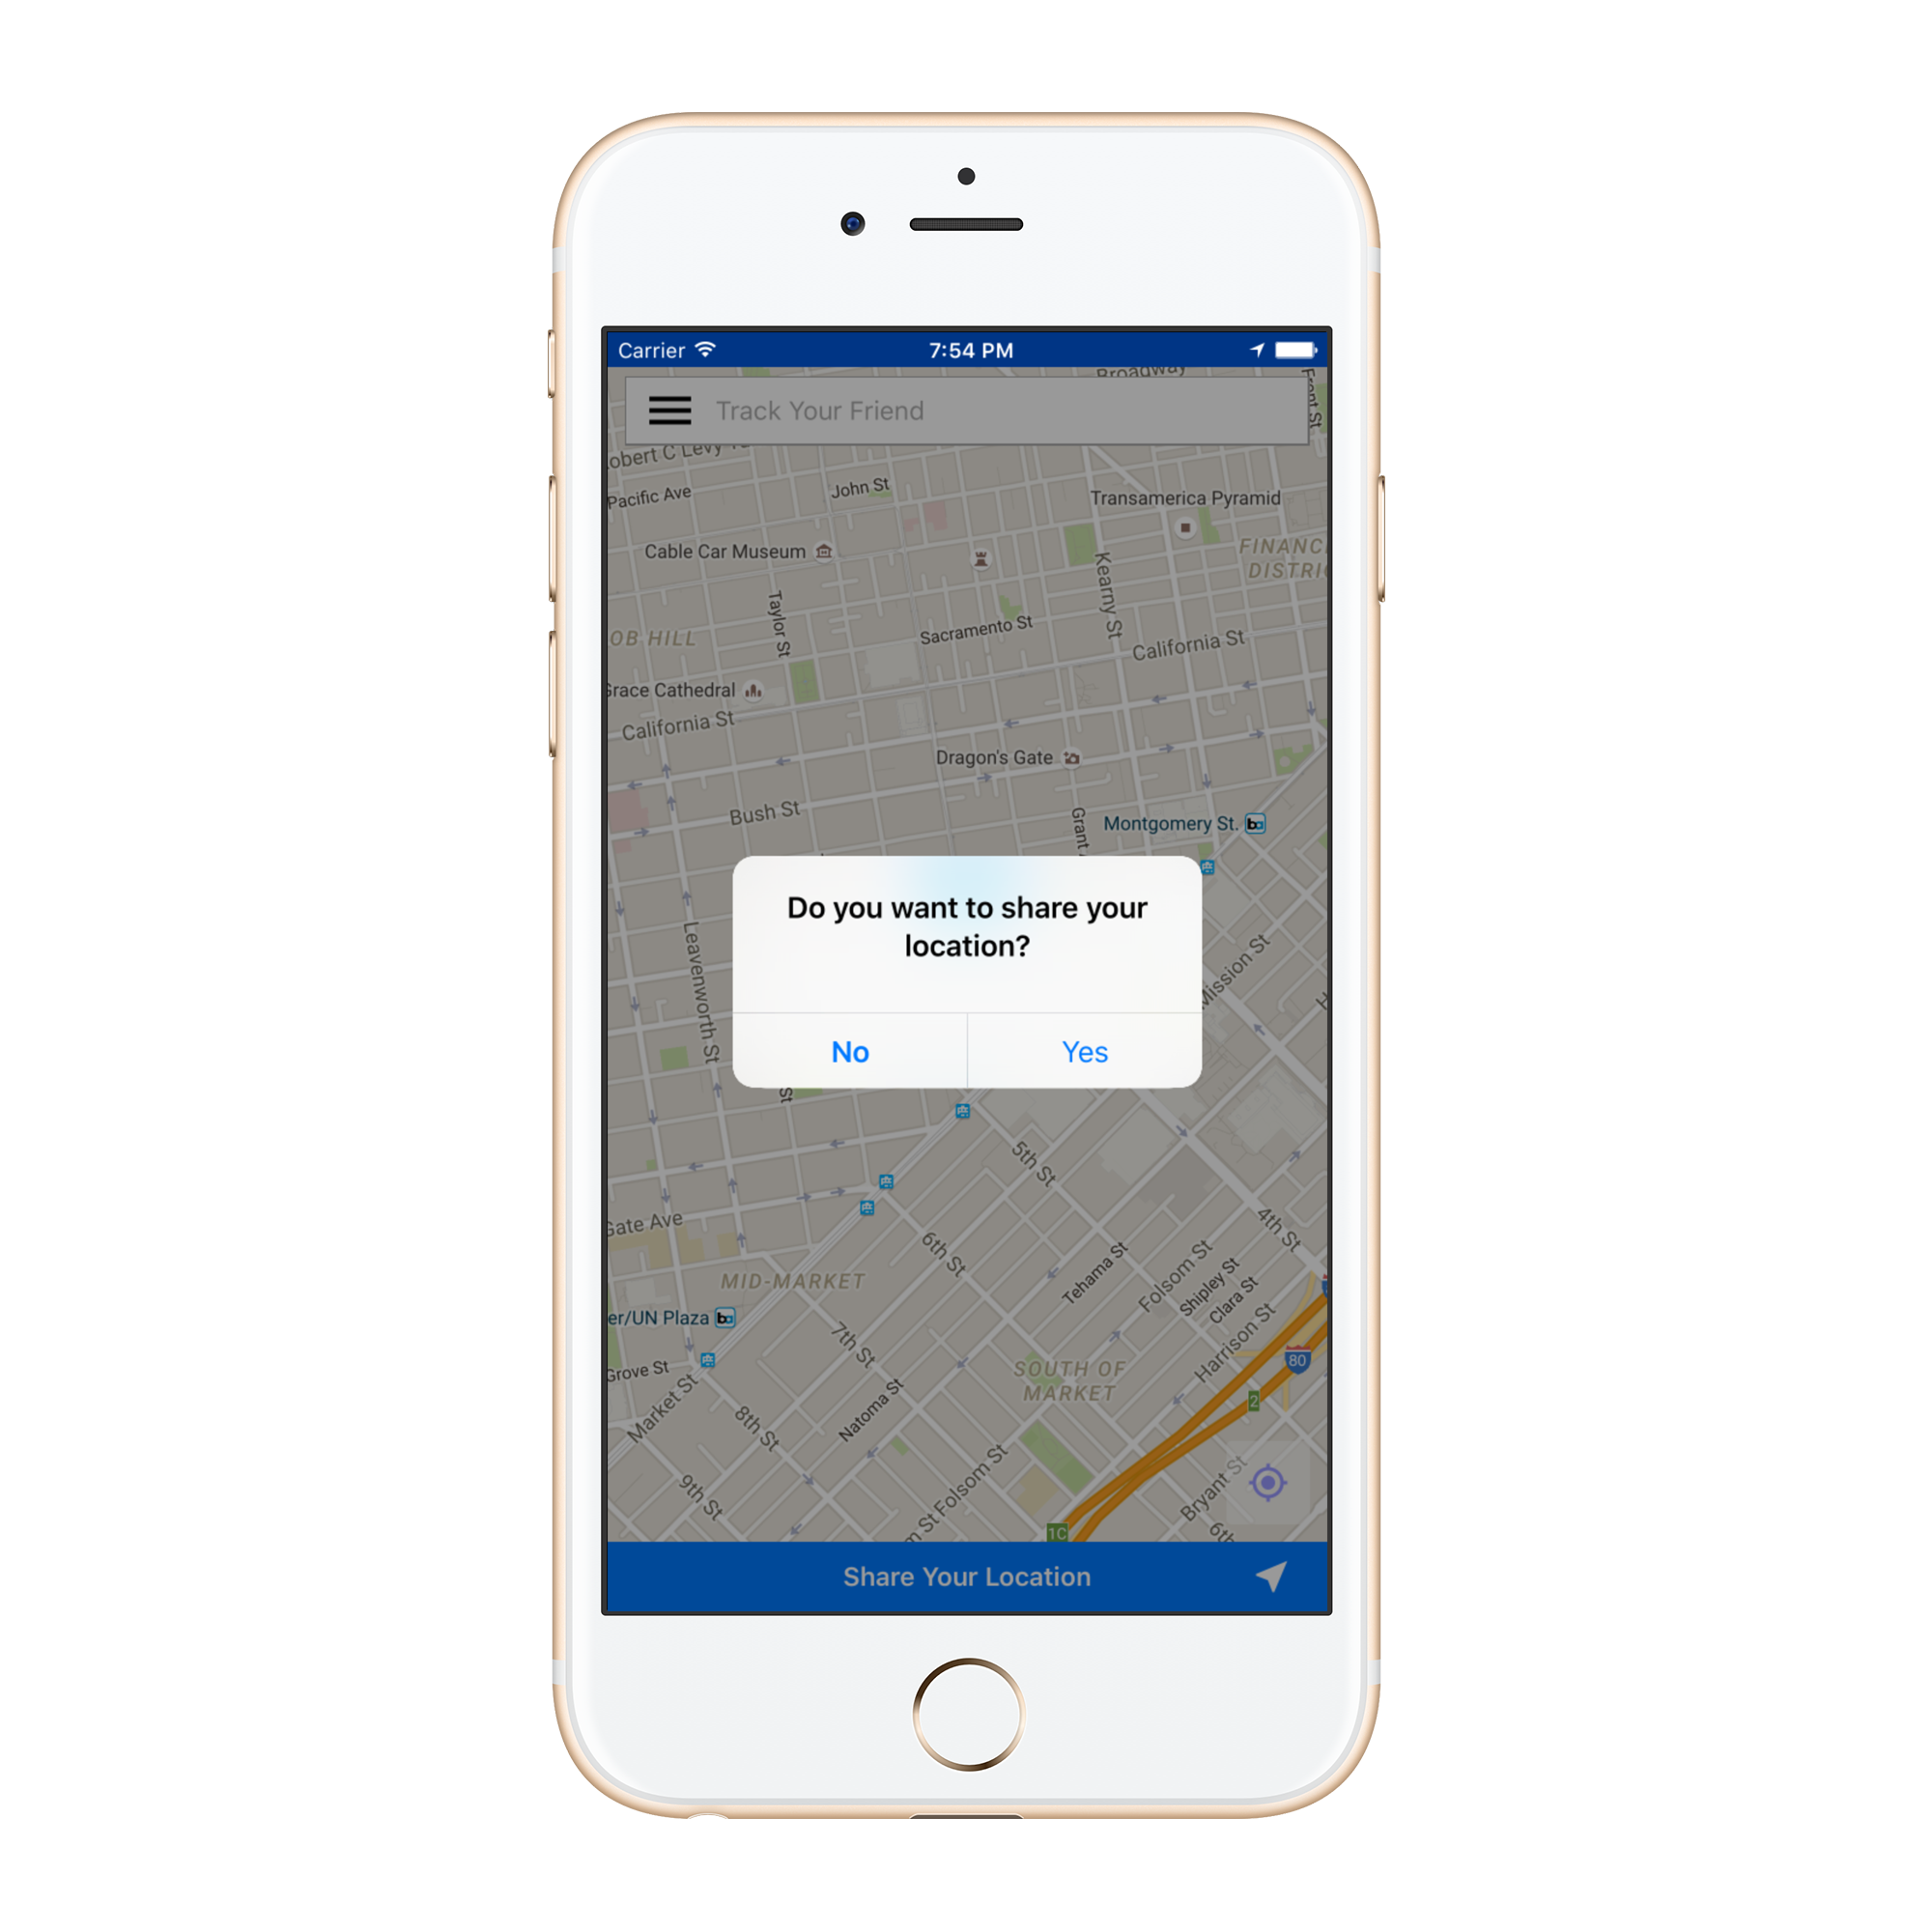 Carrier
7:54 PM
Broadway
Front St
Track Your Friend
obert C Levy
Pacific Ave
John St
Transamerica Pyramid
Cable Car Museum
FINANC
DISTRI
Kearny St
Taylor St
Sacramento St
OB HILL
California St
Grace Cathedral
California St
Dragon's Gate
Bush St
Grant
Montgomery St.
Do you want to share your
location?
Leavenworth St
Mission St
No
Yes
St
5th St
Gate Ave
4th St
6th St
Tehama St
Folsom St
Shipley St
Clara St
Harrison St
MID-MARKET
er/UN Plaza
7th St
80
Grove St
SOUTH OF
MARKET
Market St
2
8th St
Natoma St
9th St
Folsom St
m St
Bryant St
6th
1C
Share Your Location